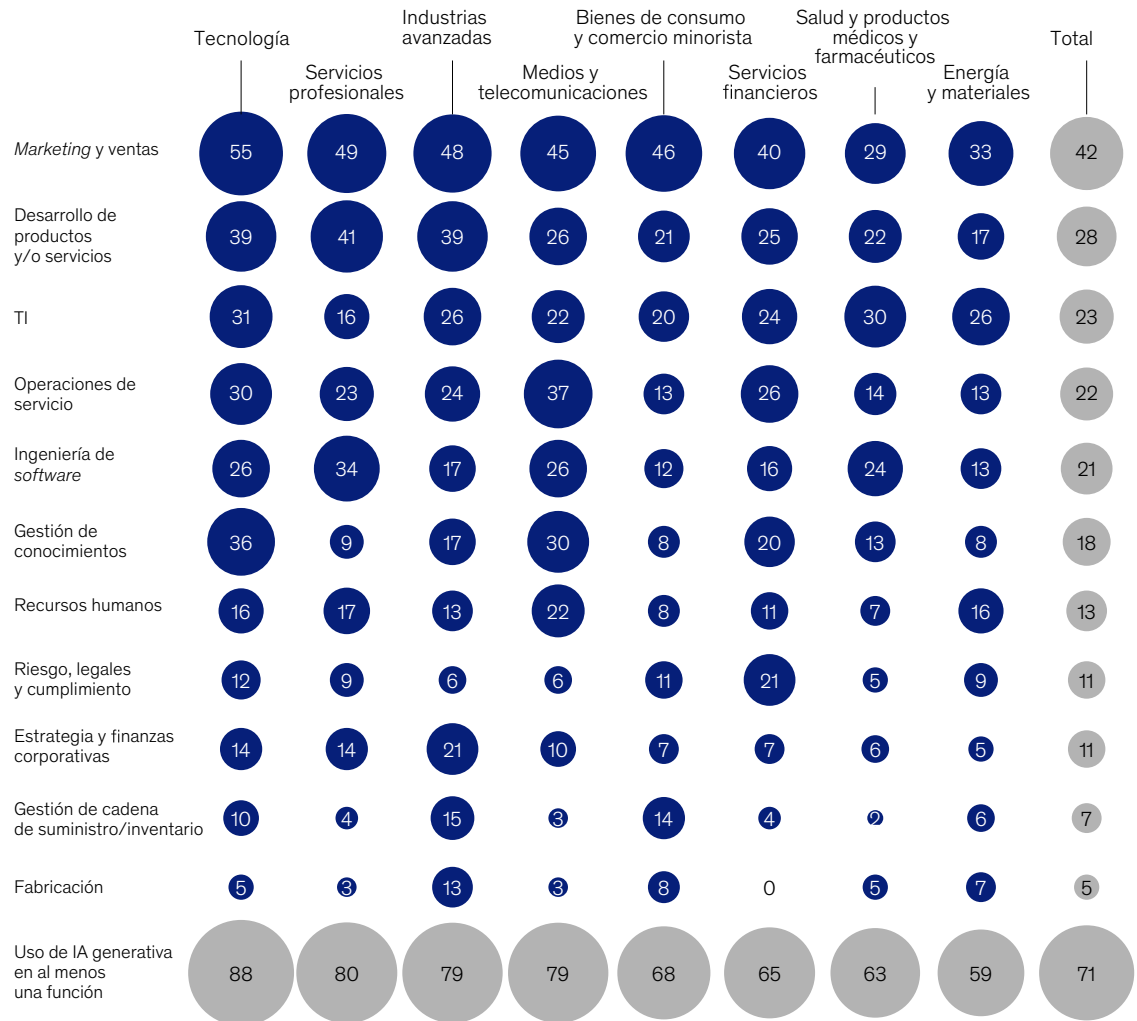 Tecnología
Servicios
profesionales
Industrias
avanzadas
Medios y
telecomunicaciones
Bienes de consumo
y comercio minorista
Servicios
financieros
Salud y productos
médicos y
farmacéuticos
Energía
y materiales
Total
Marketing y ventas
55 49 48 45 46 40 29 33 42
Desarrollo de
productos
y/o servicios
39 41 39 26 21 25 22 17 28
TI
31 16 26 22 20 24 30 26 23
Operaciones de
servicio
30 23 24 37 13 26 14 13 22
Ingeniería de
software
26 34 17 26 12 16 24 13 21
Gestión de
conocimientos
36 9 17 30 8 20 13 8 18
Recursos humanos
16 17 13 22 8 11 7 16 13
Riesgo, legales
y cumplimiento
12 9 6 6 11 21 5 9 11
Estrategia y finanzas
corporativas
14 14 21 10 7 7 6 5 11
Gestión de cadena
de suministro/inventario
10 4 15 3 14 4 2 6 7
Fabricación
5 3 13 3 8 0 5 7 5
Uso de IA generativa
en al menos
una función
88 80 79 79 68 65 63 59 71